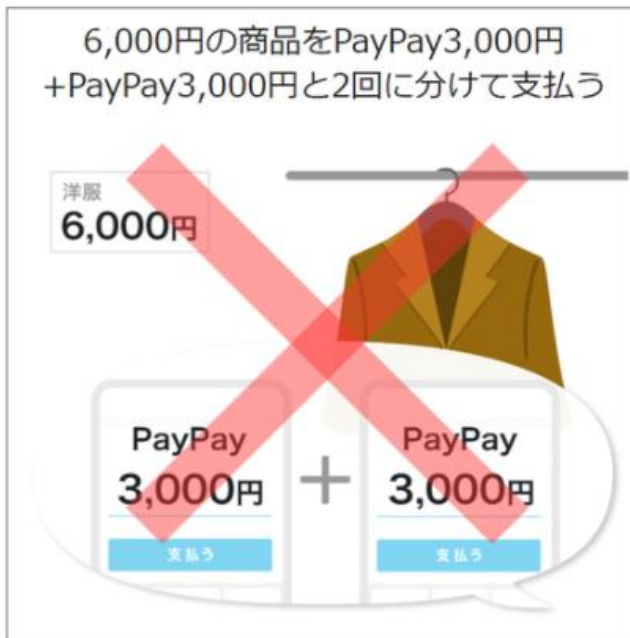 6,000円の商品をPayPay3,000円
+PayPay3,000円と2回に分けて支払う
洋服
6,000円
PayPay
3,000円
支払う
+
PayPay
3,000円
支払う